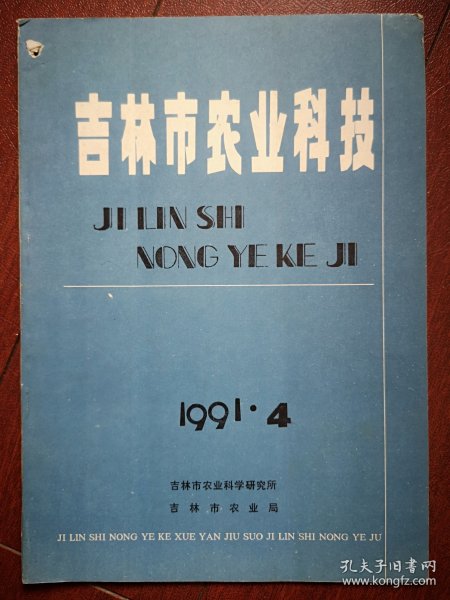 吉林市农业科技
JI LIN SHI
NONG YE KE JI
1991·4
吉林市农业科学研究所
吉林市农业局
JI LIN SHI NONG YE KE XUE YAN JIU SUO JI LIN SHI NONG YE JU
孔夫子旧书网
www.kongfz.com